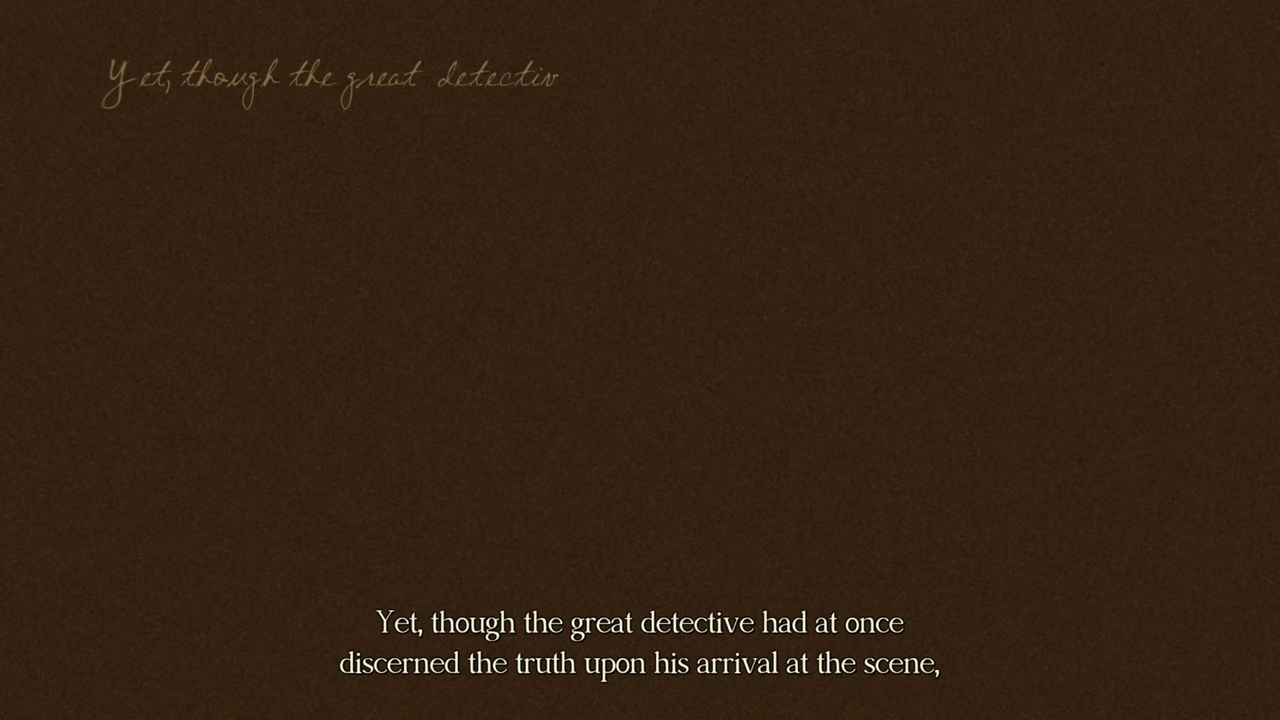 Yet, though the great detectiv
Yet, though the great detective had at once
discerned the truth upon his arrival at the scene,